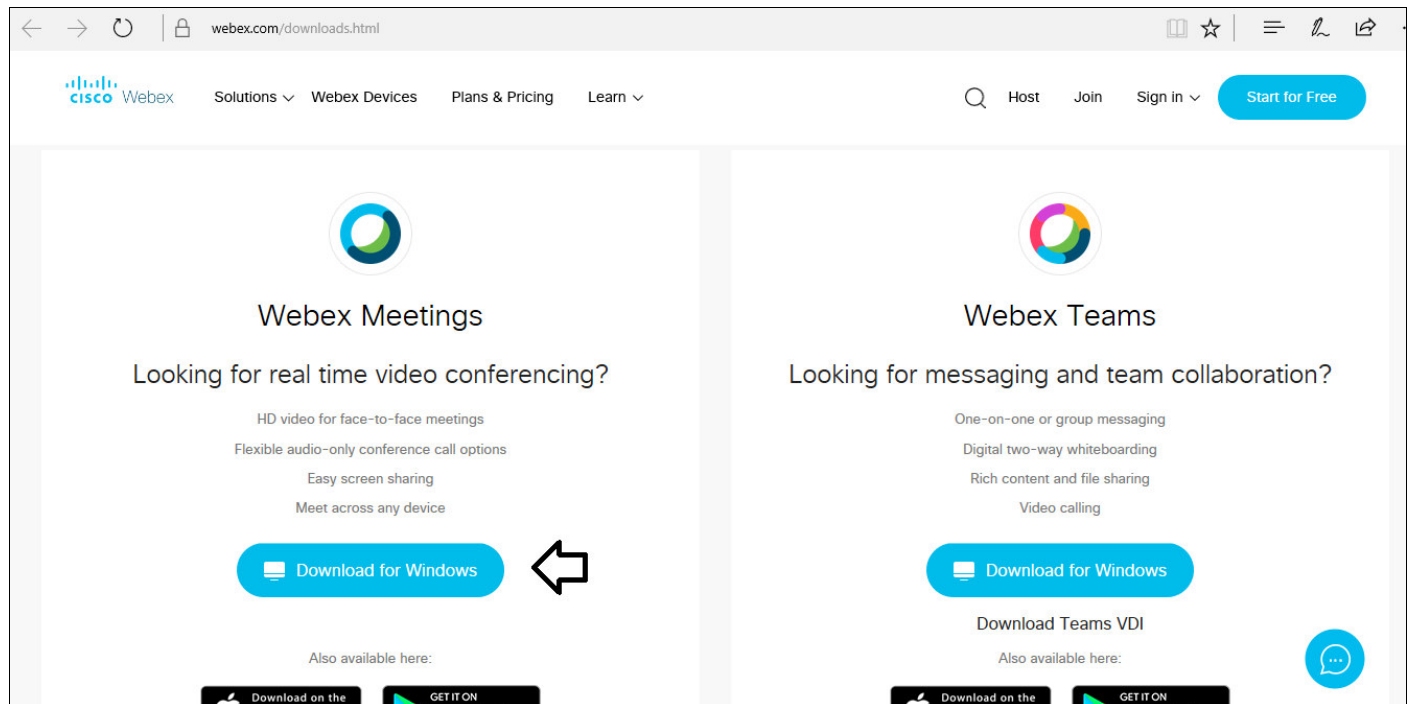 webex.com/downloads.html
cisco Webex Solutions Webex Devices Plans & Pricing Learn Host Join Sign in Start for Free
Webex Meetings
Looking for real time video conferencing?
HD video for face-to-face meetings
Flexible audio-only conference call options
Easy screen sharing
Meet across any device
Download for Windows
Also available here:
Download on the
GET IT ON
Webex Teams
Looking for messaging and team collaboration?
One-on-one or group messaging
Digital two-way whiteboarding
Rich content and file sharing
Video calling
Download for Windows
Download Teams VDI
Also available here:
Download on the
GET IT ON